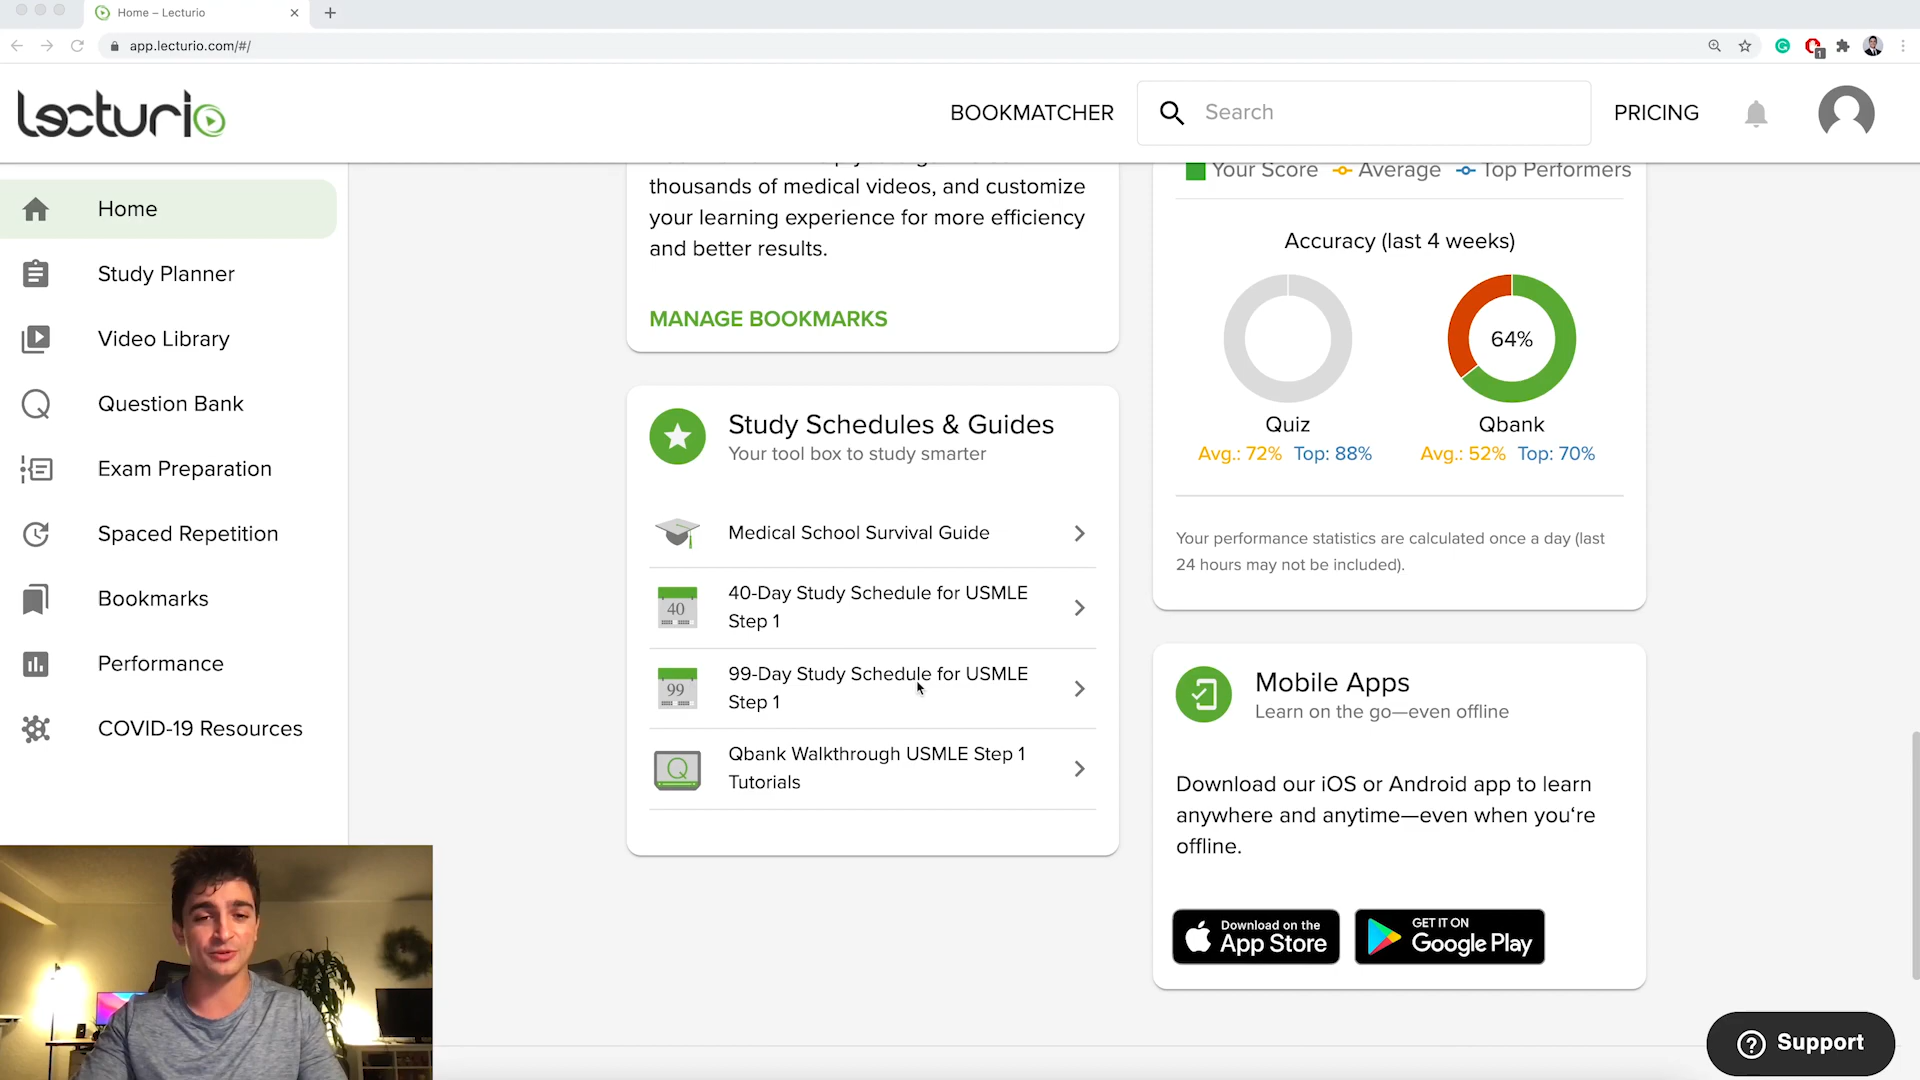 Home – Lecturio
app.lecturio.com/#/
1
lecturio
BOOKMATCHER
Search
PRICING
Home
Study Planner
Video Library
Question Bank
Exam Preparation
Spaced Repetition
Bookmarks
Performance
COVID-19 Resources
thousands of medical videos, and customize
your learning experience for more efficiency
and better results.
MANAGE BOOKMARKS
Study Schedules & Guides
Your tool box to study smarter
Medical School Survival Guide
40
40-Day Study Schedule for USMLE
Step 1
99
99-Day Study Schedule for USMLE
Step 1
Q
Qbank Walkthrough USMLE Step 1
Tutorials
Your Score Average Top Performers
Accuracy (last 4 weeks)
64%
Quiz
Avg.: 72% Top: 88%
Qbank
Avg.: 52% Top: 70%
Your performance statistics are calculated once a day (last
24 hours may not be included).
Mobile Apps
Learn on the go—even offline
Download our iOS or Android app to learn
anywhere and anytime—even when you‘re
offline.
Download on the
App Store
GET IT ON
Google Play
? Support